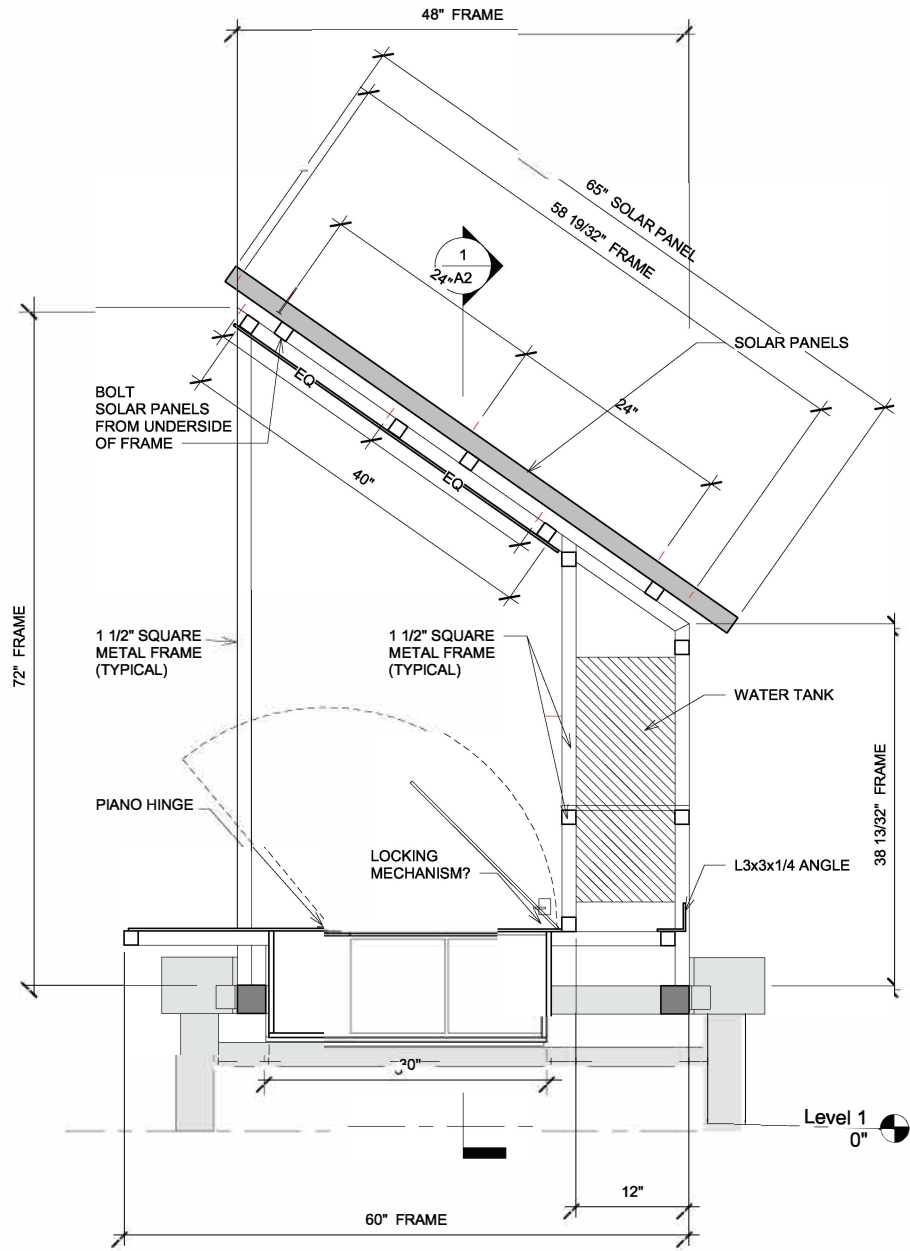 48" FRAME
65" SOLAR PANEL
58 19/32" FRAME
1
A2
24"
SOLAR PANELS
24"
BOLT
SOLAR PANELS
FROM UNDERSIDE
OF FRAME
EQ
EQ
40"
72" FRAME
1 1/2" SQUARE
METAL FRAME
(TYPICAL)
1 1/2" SQUARE
METAL FRAME
(TYPICAL)
WATER TANK
PIANO HINGE
LOCKING
MECHANISM?
38 13/32" FRAME
L3x3x1/4 ANGLE
Level 1
0"
12"
60" FRAME